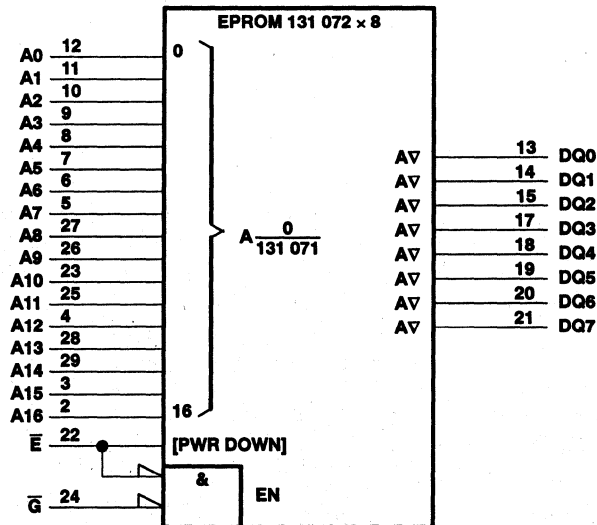 EPROM 131 072 × 8
A0 12 0
A1 11
A2 10
A3 9
A4 8
A5 7
A6 6
A7 5
A8 27
A9 26
A10 23
A11 25
A12 4
A13 28
A14 29
A15 3
A16 2 16
A 0
131 071
A▽ 13 DQ0
A▽ 14 DQ1
A▽ 15 DQ2
A▽ 17 DQ3
A▽ 18 DQ4
A▽ 19 DQ5
A▽ 20 DQ6
A▽ 21 DQ7
E̅ 22 [PWR DOWN]
&
G̅ 24 EN